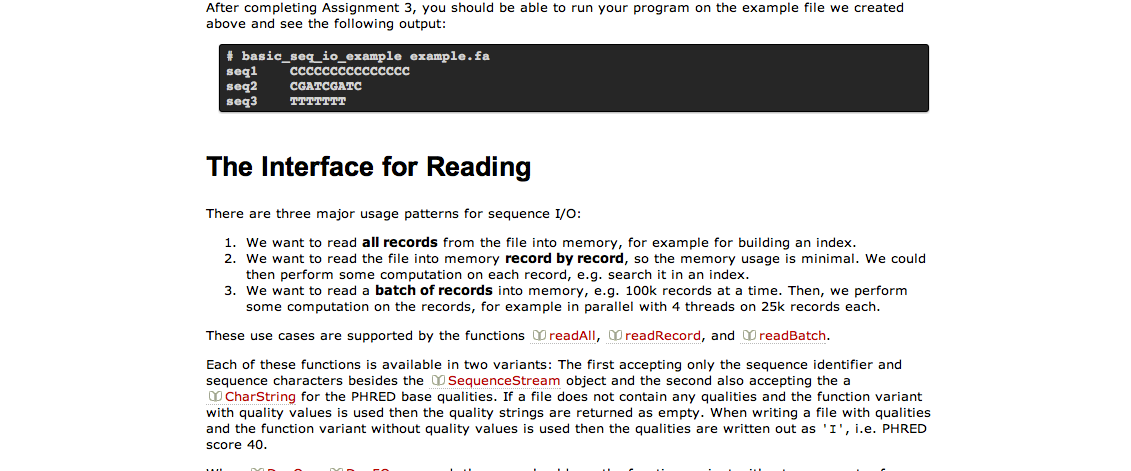 After completing Assignment 3, you should be able to run your program on the example file we created
above and see the following output:
# basic_seq_io_example example.fa
seq1    CCCCCCCCCCCCCCC
seq2    CGATCGATC
seq3    TTTTTTT
The Interface for Reading
There are three major usage patterns for sequence I/O:
1. We want to read all records from the file into memory, for example for building an index.
2. We want to read the file into memory record by record, so the memory usage is minimal. We could
then perform some computation on each record, e.g. search it in an index.
3. We want to read a batch of records into memory, e.g. 100k records at a time. Then, we perform
some computation on the records, for example in parallel with 4 threads on 25k records each.
These use cases are supported by the functions readAll, readRecord, and readBatch.
Each of these functions is available in two variants: The first accepting only the sequence identifier and
sequence characters besides the SequenceStream object and the second also accepting the a
CharString for the PHRED base qualities. If a file does not contain any qualities and the function variant
with quality values is used then the quality strings are returned as empty. When writing a file with qualities
and the function variant without quality values is used then the qualities are written out as 'I', i.e. PHRED
score 40.